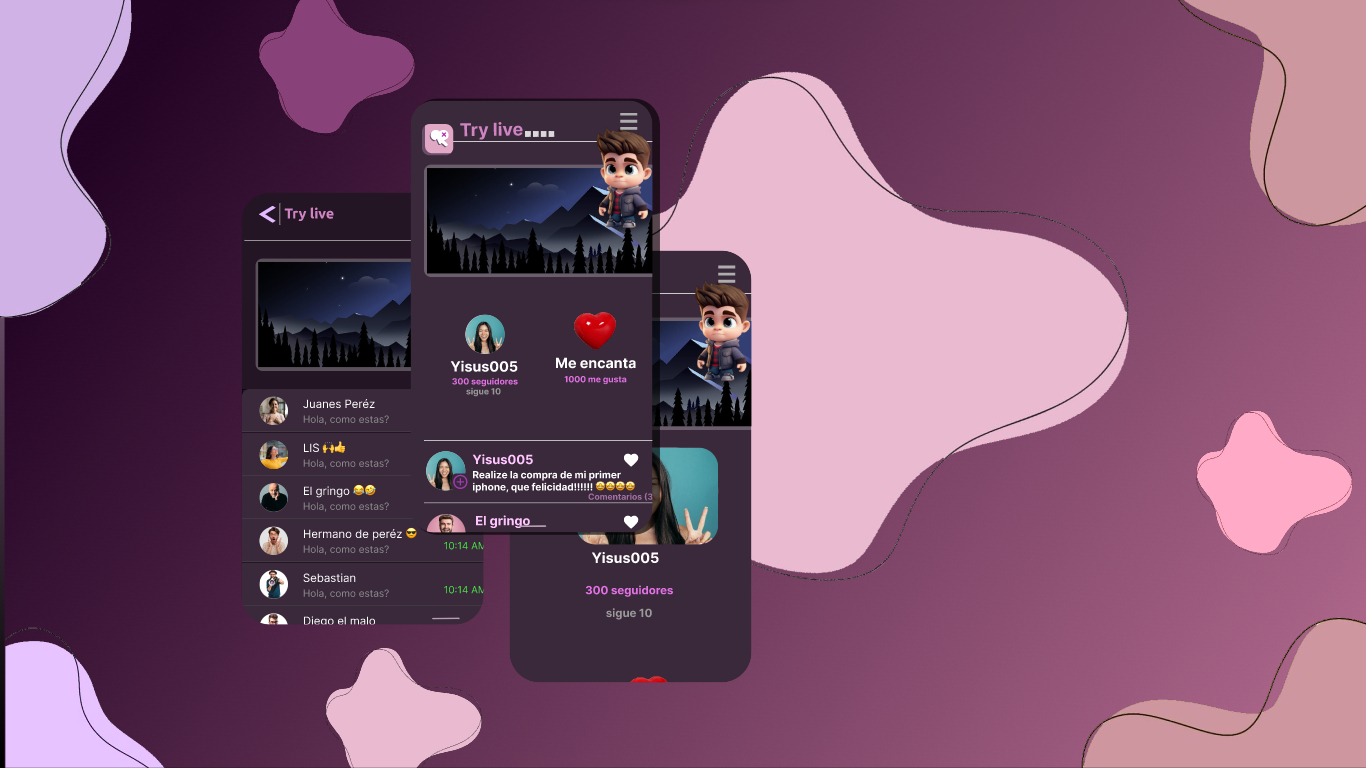 Try live
Juanes Peréz
Hola, como estas?
LIS 🙌👍
Hola, como estas?
El gringo 😂🤣
Hola, como estas?
Hermano de peréz 😎
Hola, como estas?
10:14 AM
Sebastian
Hola, como estas?
10:14 AM
Diego el malo
Try live....
Yisus005
300 seguidores
sigue 10
Me encanta
1000 me gusta
Yisus005
Realize la compra de mi primer
iphone, que felicidad!!!!!! 🤩🤩🤩🤩
Comentarios (3
El gringo__
Yisus005
300 seguidores
sigue 10